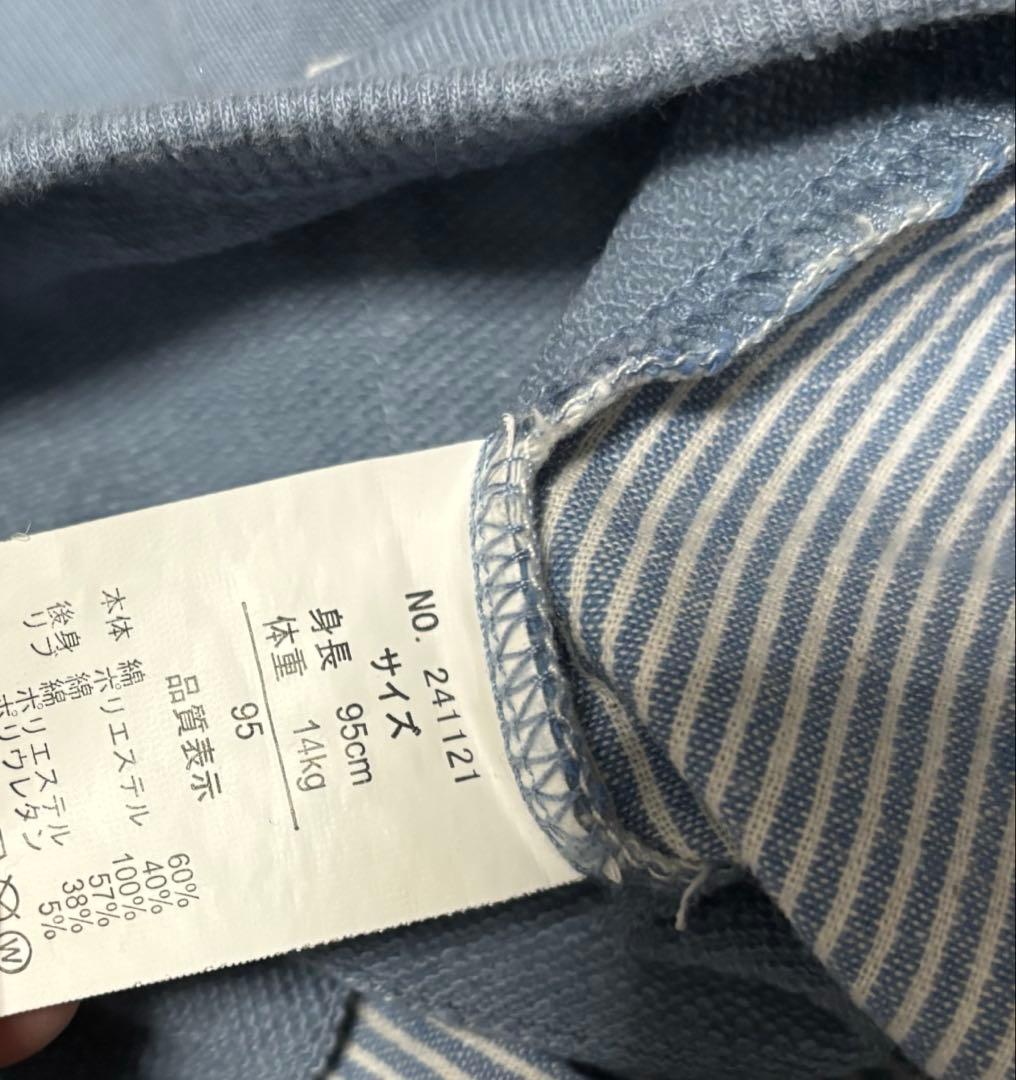 NO. 241121
サイズ
身長 95cm
体重 14kg
95
品質表示
本体 綿 60%
ポリエステル 40%
後身 綿 100%
リブ 綿 57%
ポリエステル 38%
ポリウレタン 5%
W